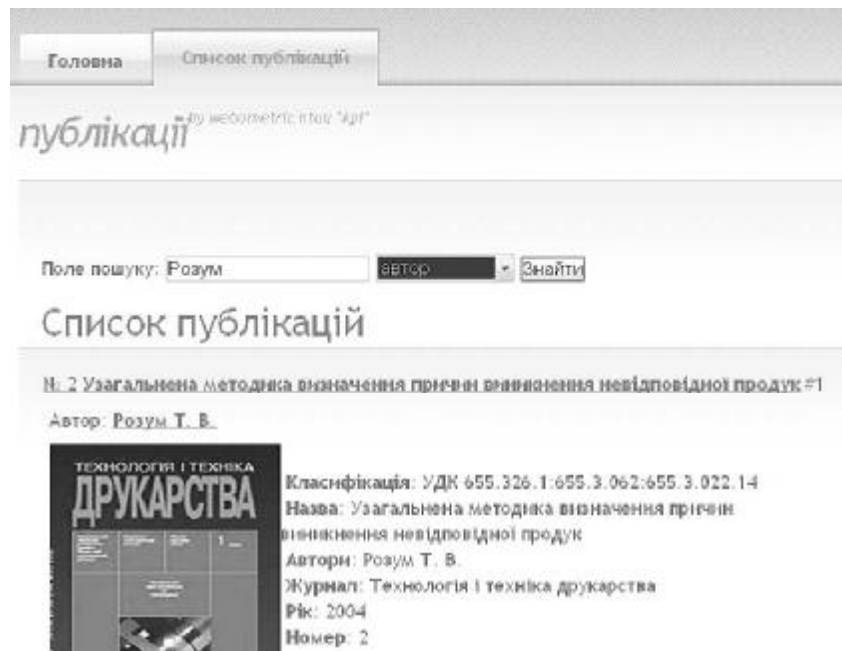 Головна
Список публікацій
публікації
Поле пошуку: Розум автор Знайти
Список публікацій
№ 2 Узагальнена методика визначення причин виникнення невідповідної продук #1
Автор: Розум Т. В.
ТЕХНОЛОГІЯ І ТЕХНІКА
ДРУКАРСТВА
1
Класифікація: УДК 655.326.1:655.3.062:655.3.022.14
Назва: Узагальнена методика визначення причин
виникнення невідповідної продук
Автори: Розум Т. В.
Журнал: Технологія і техніка друкарства
Рік: 2004
Номер: 2